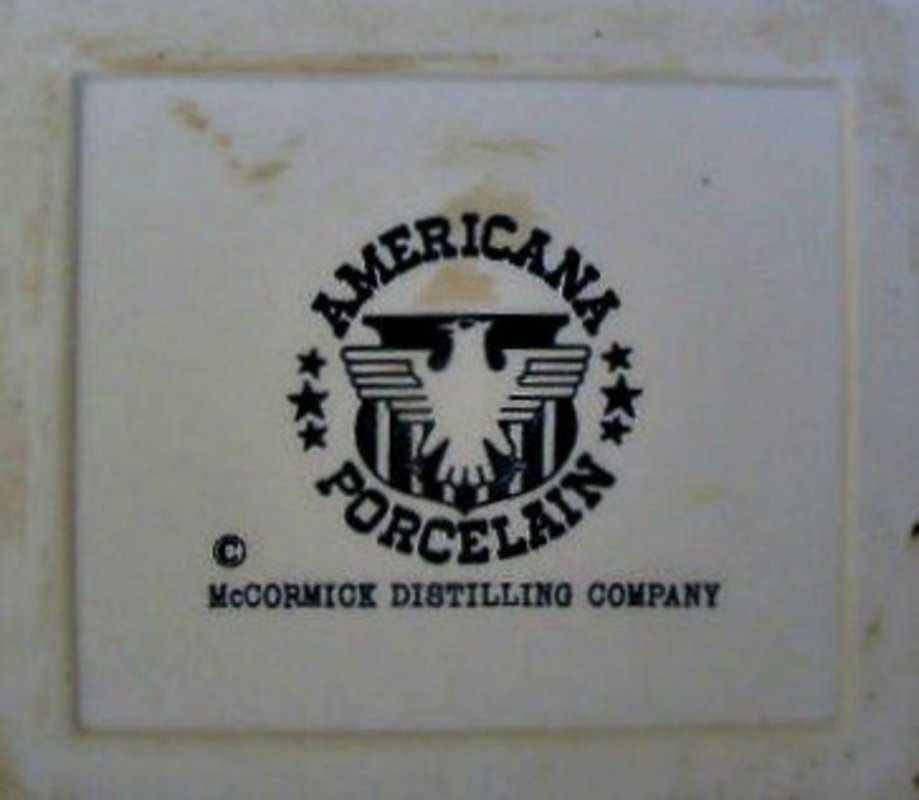 AMERICANA
PORCELAIN
©
McCORMICK DISTILLING COMPANY